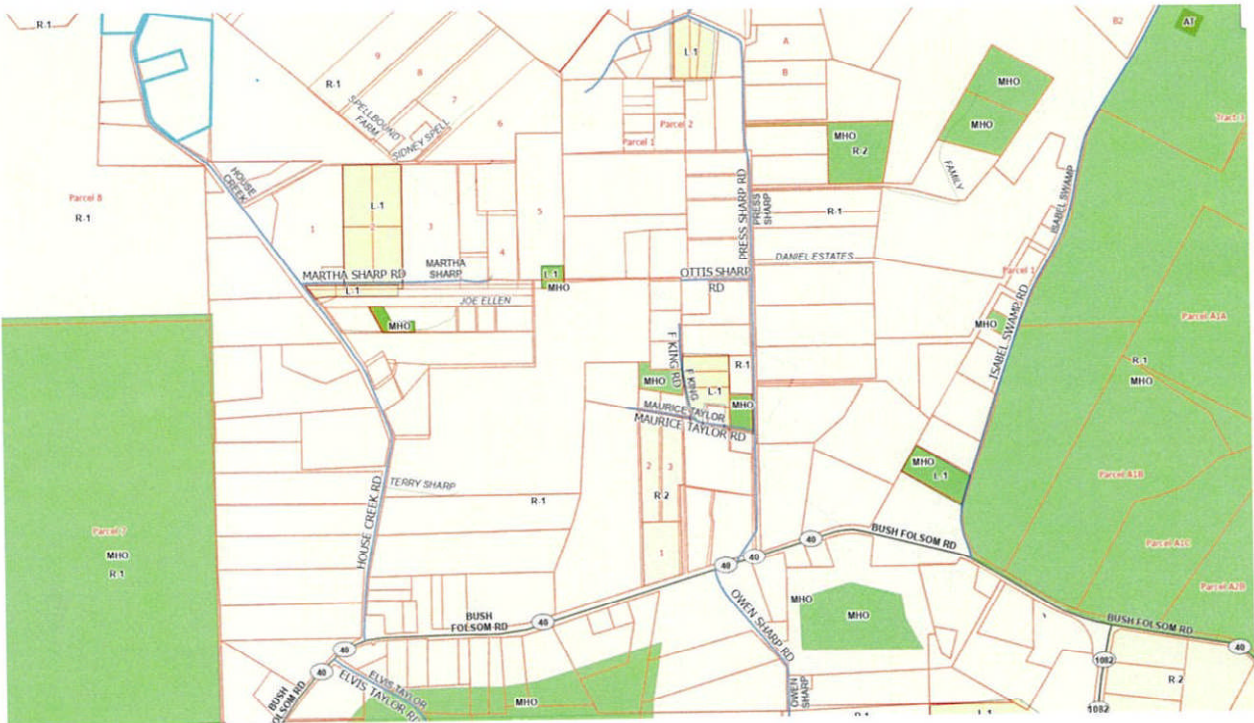 R-1
B2
AT
9
A
L-1
8
MHO
R-1
B
7
SPELLBOUND
FARM
6
Tract 3
Parcel 2
MHO
MHO
SIDNEY SPELL
Parcel 1
R-2
HOUSE
CREEK
FAMILY
ISABEL SWAMP
Parcel 8
PRESS SHARP RD
PRESS
SHARP
L-1
5
R-1
R-1
1
2
3
4
DANIEL ESTATES
MARTHA
SHARP
Parcel 1
MARTHA SHARP RD
L-1
OTTIS SHARP
RD
L-1
MHO
JOE ELLEN
Parcel A1A
MHO
MHO
ISABEL SWAMP RD
F KING RD
R-1
R-1
MHO
MHO
F KING
L-1
MHO
MAURICE TAYLOR
MAURICE TAYLOR RD
2
3
MHO
L-1
Parcel A1B
HOUSE CREEK RD
TERRY SHARP
R-1
R-2
Parcel 7
BUSH FOLSOM RD
40
Parcel A1C
MHO
1
40
40
R-1
Parcel A2B
OWEN SHARP RD
MHO
MHO
BUSH
FOLSOM RD
40
BUSH FOLSOM RD
40
40
1082
40
ELVIS TAYLOR
ELVIS TAYLOR RD
BUSH
FOLSOM RD
MHO
OWEN
SHARP
R-2
R-1
L-1
1082